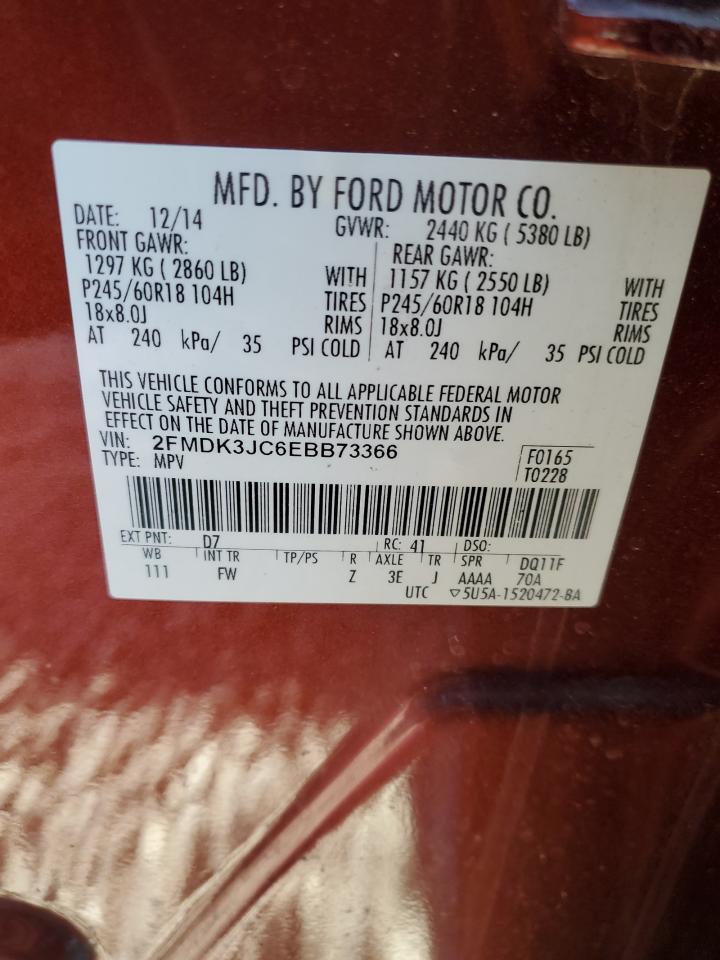 MFD. BY FORD MOTOR CO.
DATE: 12/14 GVWR: 2440 KG ( 5380 LB)
FRONT GAWR: REAR GAWR:
1297 KG ( 2860 LB) WITH 1157 KG ( 2550 LB) WITH
P245/60R18 104H TIRES P245/60R18 104H TIRES
18x8.0J RIMS 18x8.0J RIMS
AT 240 kPa/ 35 PSI COLD AT 240 kPa/ 35 PSI COLD
THIS VEHICLE CONFORMS TO ALL APPLICABLE FEDERAL MOTOR
VEHICLE SAFETY AND THEFT PREVENTION STANDARDS IN
EFFECT ON THE DATE OF MANUFACTURE SHOWN ABOVE.
VIN: 2FMDK3JC6EBB73366 F0165
TYPE: MPV T0228
EXT PNT: D7 RC: 41 DSO:
WB INT TR TP/PS R AXLE TR SPR DQ11F
111 FW Z 3E J AAAA 70A
UTC ▽5U5A-1520472-BA